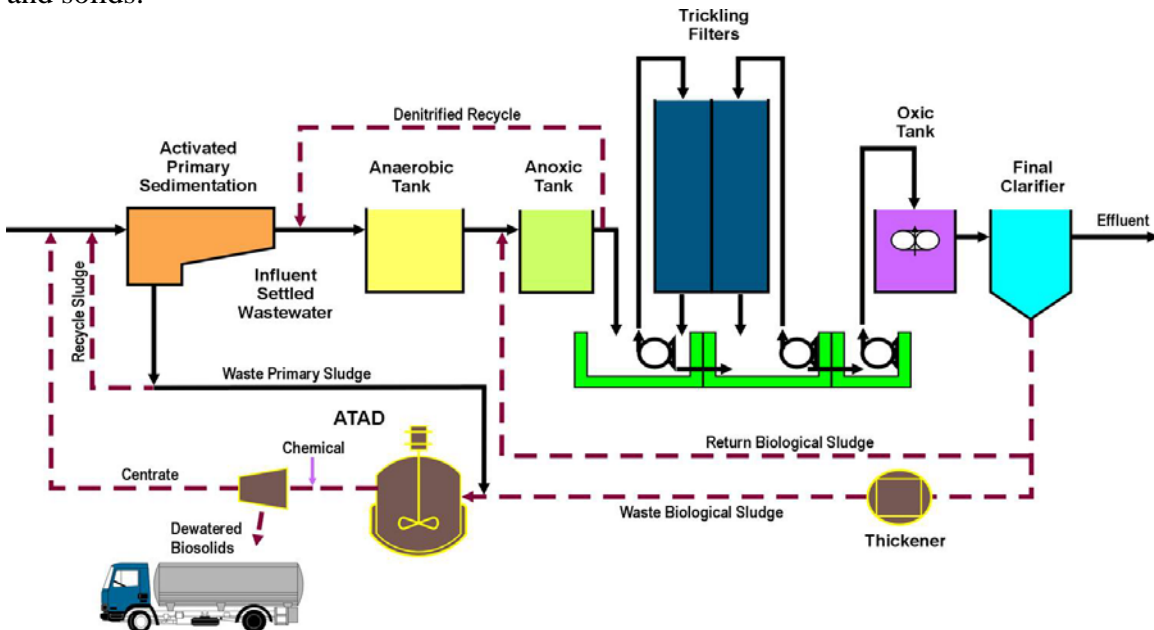 and solids.
Trickling
Filters
Denitrified Recycle
Oxic
Tank
Activated
Primary
Sedimentation
Anaerobic
Tank
Anoxic
Tank
Final
Clarifier
Effluent
Influent
Settled
Wastewater
Recycle Sludge
Waste Primary Sludge
ATAD
Chemical
Return Biological Sludge
Centrate
Waste Biological Sludge
Thickener
Dewatered
Biosolids